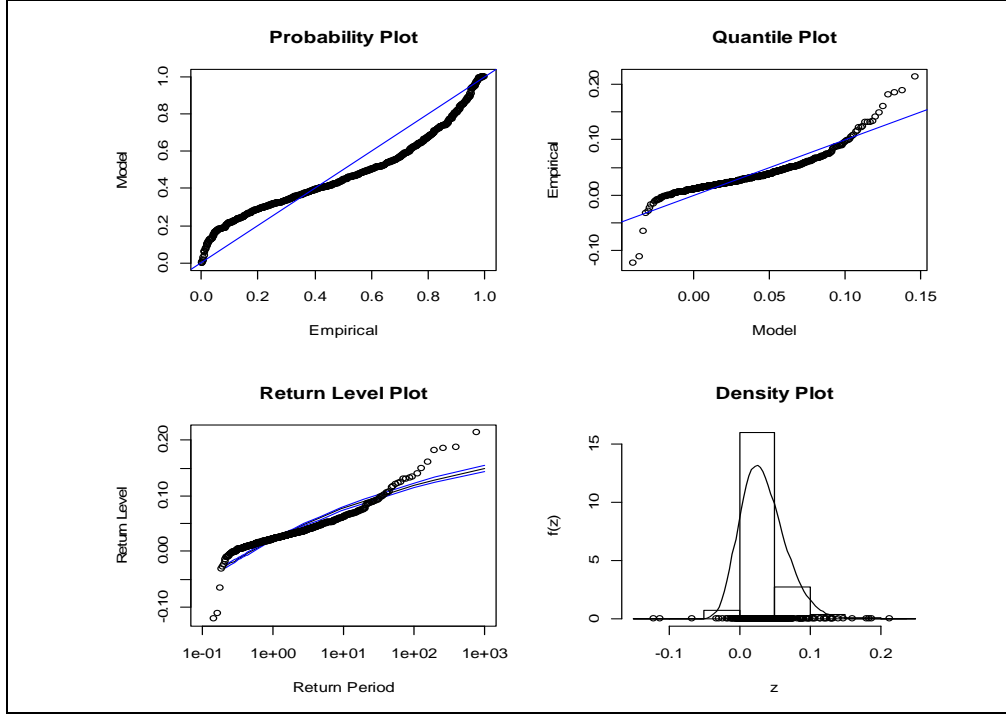 Probability Plot
Model
0.0 0.2 0.4 0.6 0.8 1.0
0.0 0.2 0.4 0.6 0.8 1.0
Empirical
Quantile Plot
Empirical
-0.10 0.00 0.10 0.20
0.00 0.05 0.10 0.15
Model
Return Level Plot
Return Level
-0.10 0.00 0.10 0.20
1e-01 1e+00 1e+01 1e+02 1e+03
Return Period
Density Plot
f(z)
0 5 10 15
-0.1 0.0 0.1 0.2
z